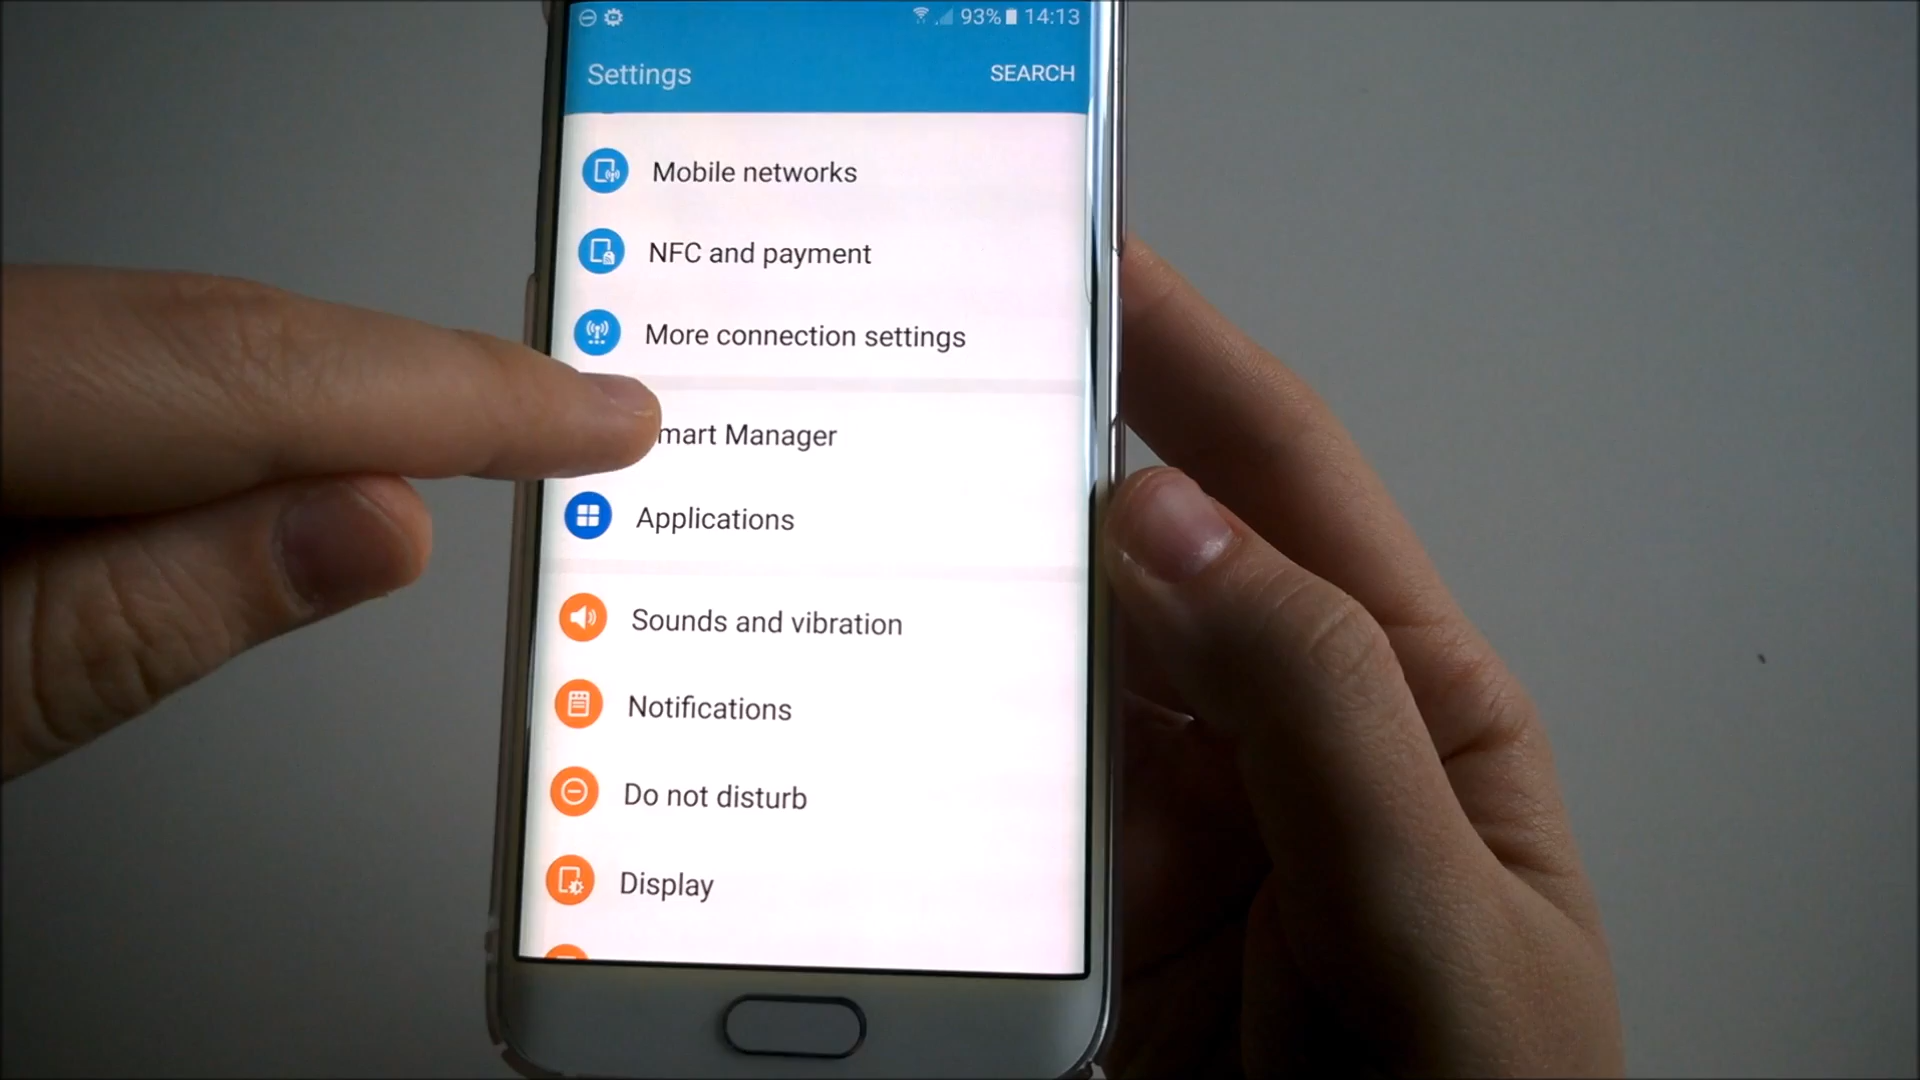 93% 14:13
Settings SEARCH
Mobile networks
NFC and payment
More connection settings
mart Manager
Applications
Sounds and vibration
Notifications
Do not disturb
Display